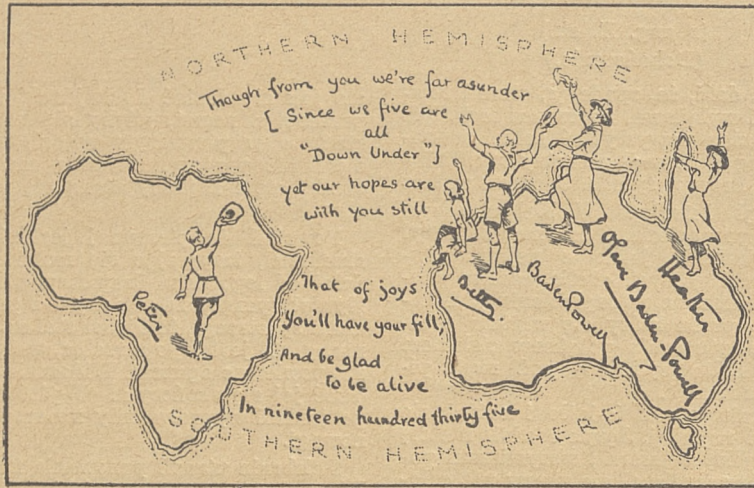 NORTHERN HEMISPHERE
Though from you we're far asunder
[ Since we five are
all
"Down Under"]
yet our hopes are
with you still
That of joys
You'll have your fill,
And be glad
to be alive
In nineteen hundred thirty five
SOUTHERN HEMISPHERE
Peter
Betty.
Baden Powell
Olave Baden-Powell
Heather